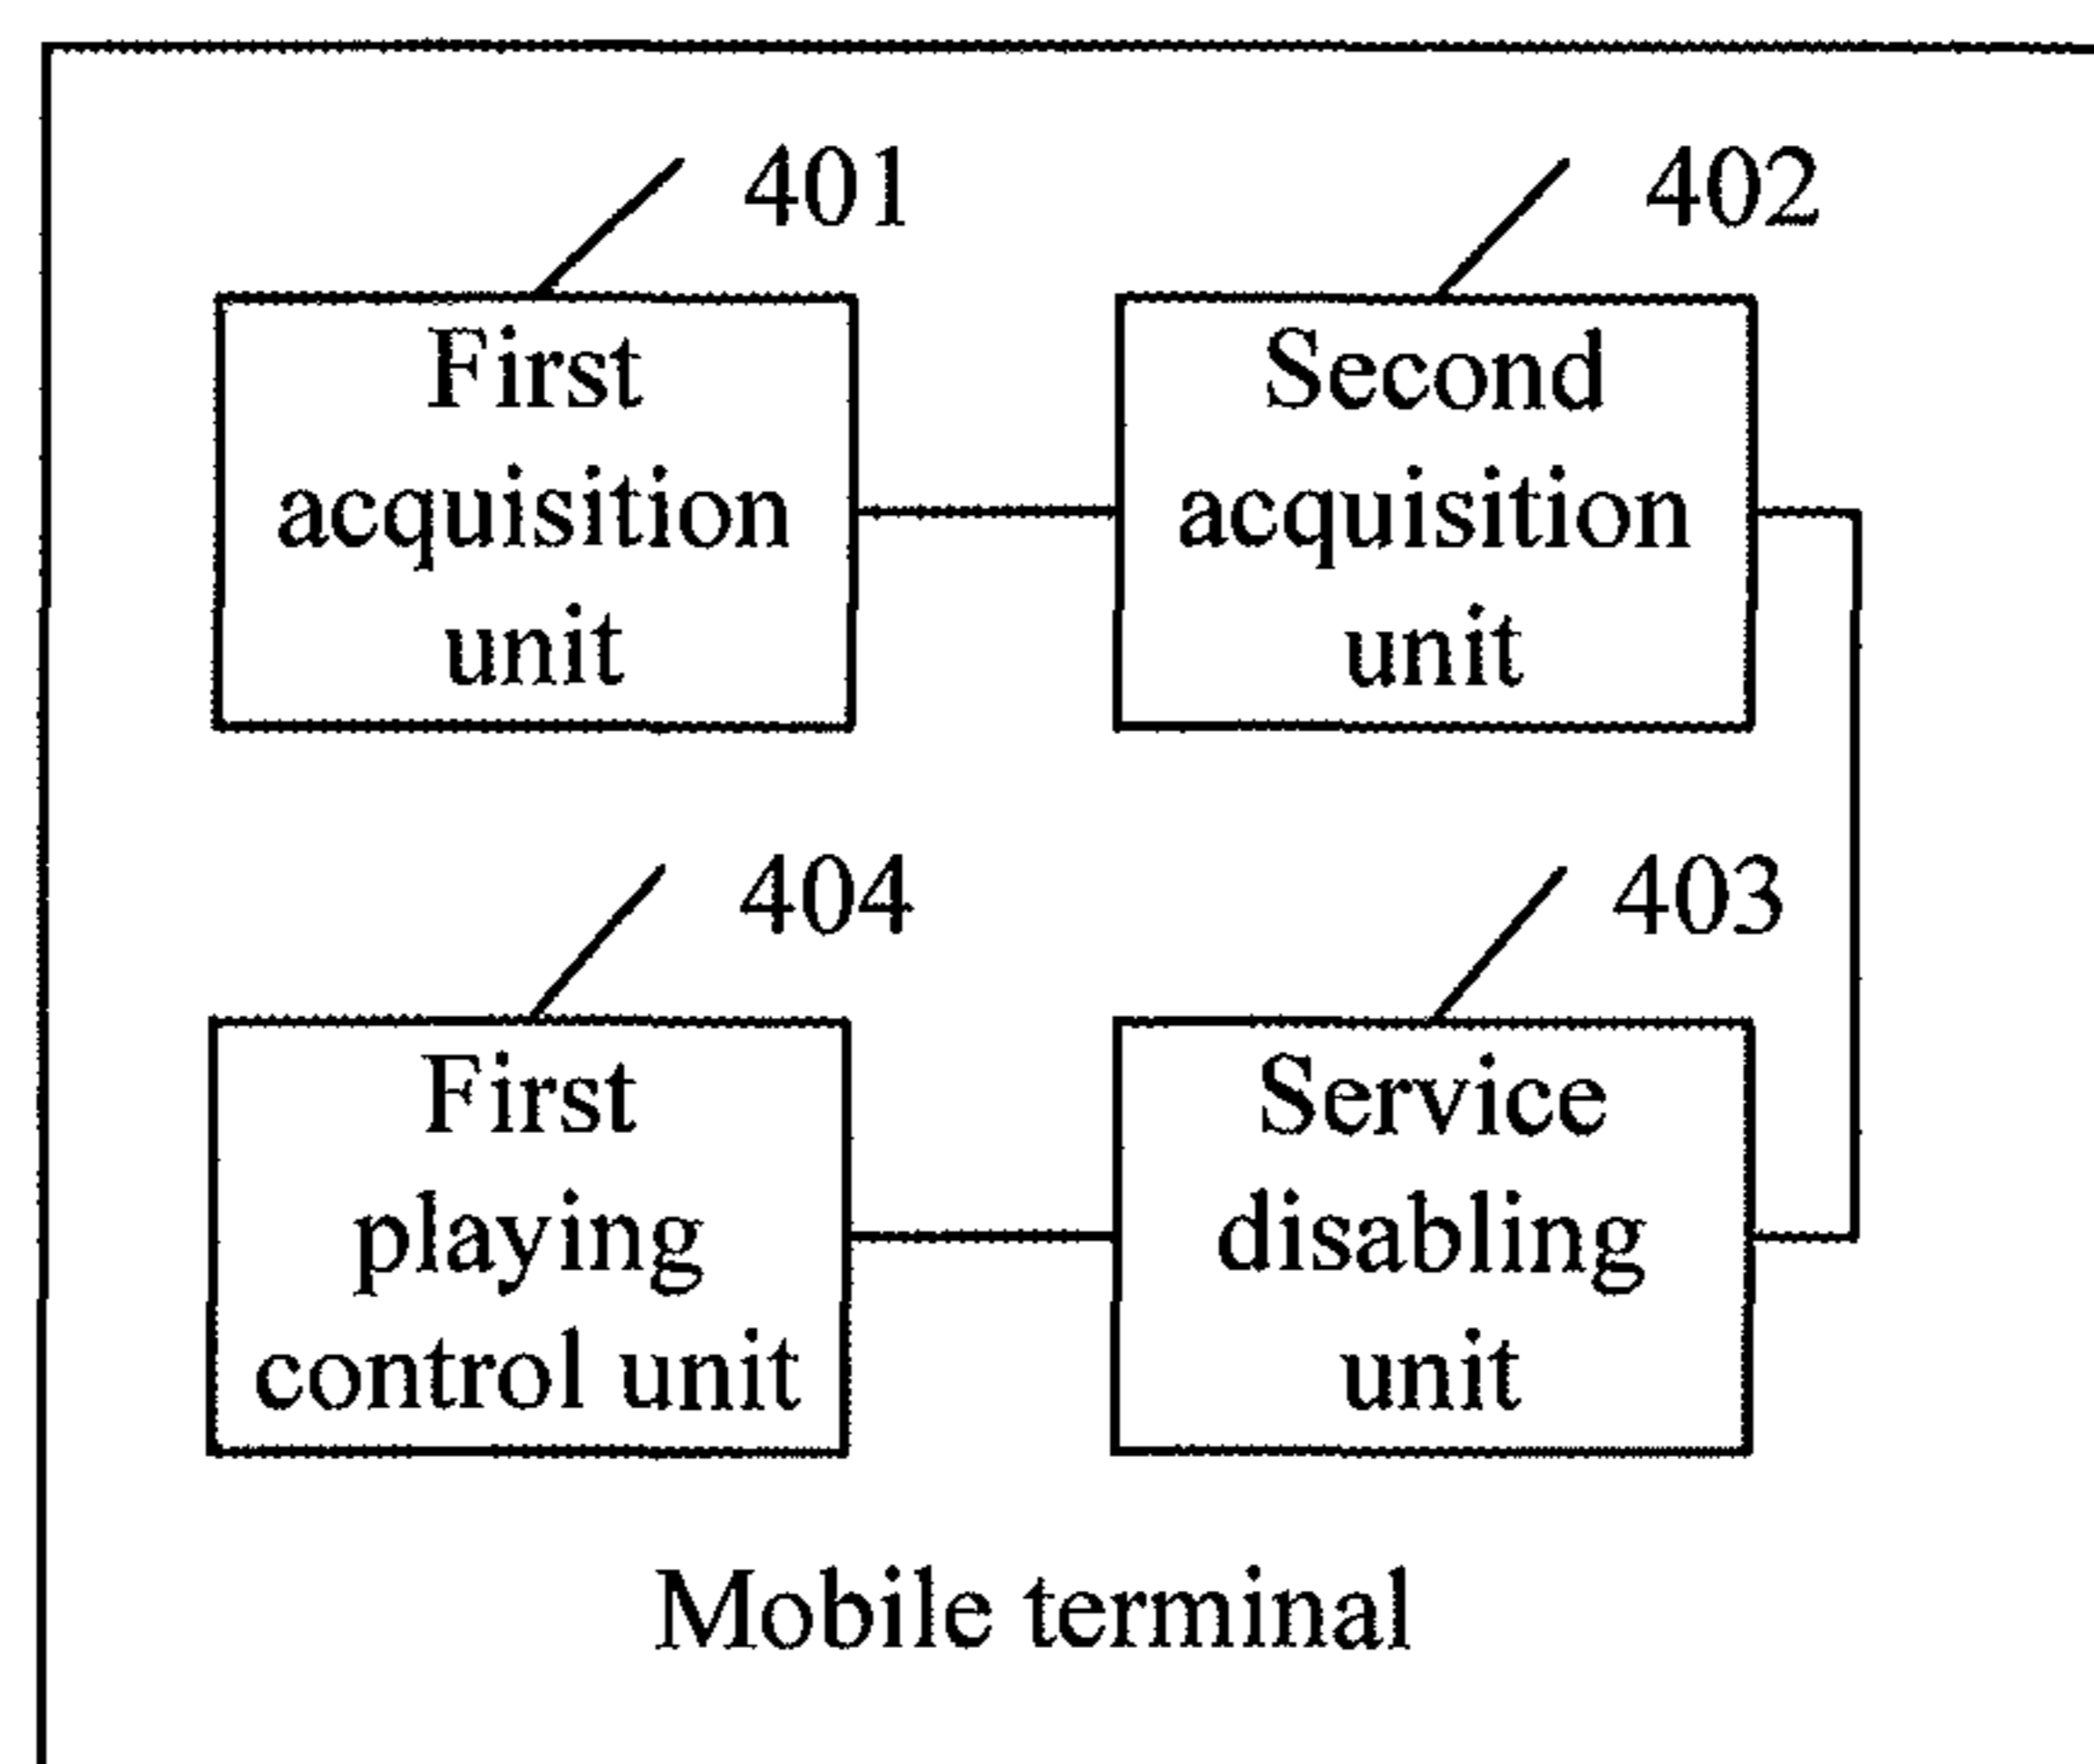 401
402
First
acquisition
unit
Second
acquisition
unit
404
403
First
playing
control unit
Service
disabling
unit
Mobile terminal